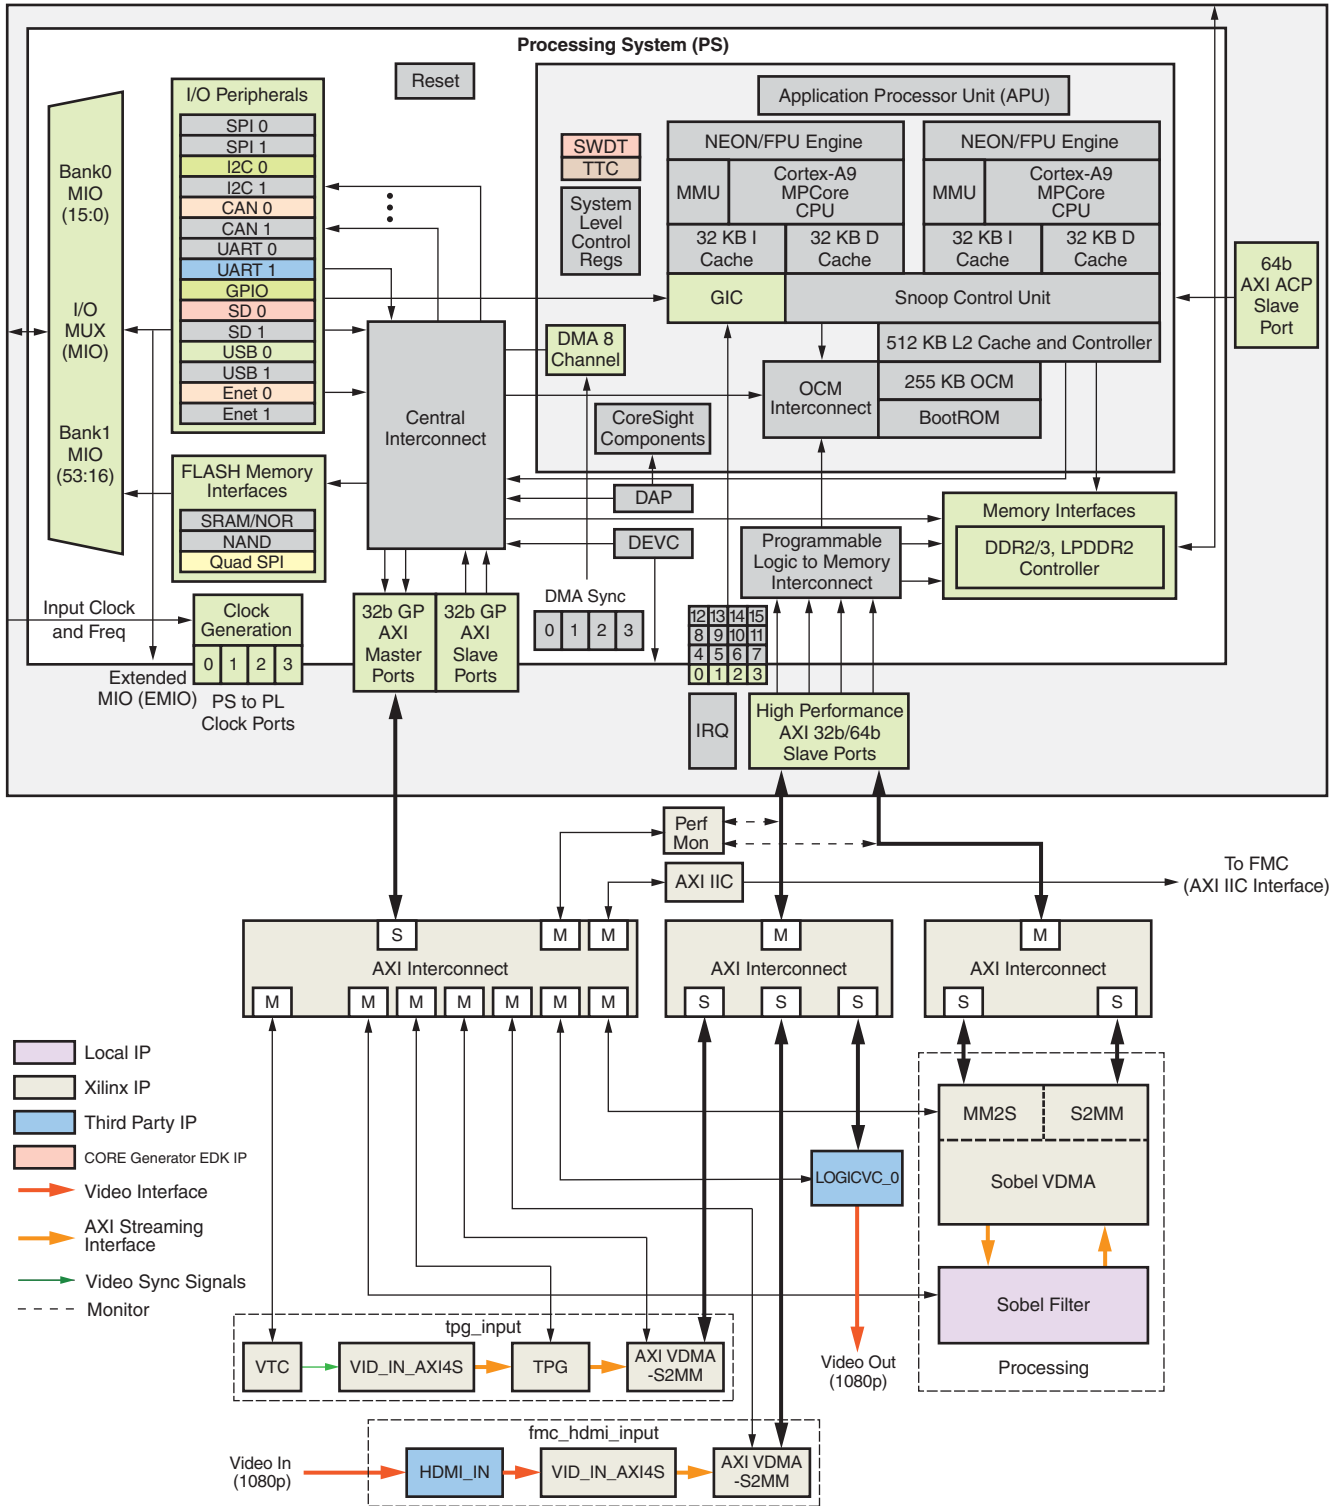 Processing System (PS)
Reset
I/O Peripherals
SPI 0
SPI 1
I2C 0
I2C 1
CAN 0
CAN 1
UART 0
UART 1
GPIO
SD 0
SD 1
USB 0
USB 1
Enet 0
Enet 1
Bank0
MIO
(15:0)
I/O
MUX
(MIO)
Bank1
MIO
(53:16)
FLASH Memory
Interfaces
SRAM/NOR
NAND
Quad SPI
Input Clock
and Freq
Clock
Generation
0 1 2 3
Extended
MIO (EMIO)
PS to PL
Clock Ports
Central
Interconnect
32b GP
AXI
Master
Ports
32b GP
AXI
Slave
Ports
Application Processor Unit (APU)
SWDT
TTC
System
Level
Control
Regs
NEON/FPU Engine
MMU
Cortex-A9
MPCore
CPU
32 KB I
Cache
32 KB D
Cache
NEON/FPU Engine
MMU
Cortex-A9
MPCore
CPU
32 KB I
Cache
32 KB D
Cache
GIC
Snoop Control Unit
512 KB L2 Cache and Controller
OCM
Interconnect
255 KB OCM
BootROM
DMA 8
Channel
CoreSight
Components
DAP
DEVC
DMA Sync
0 1 2 3
64b
AXI ACP
Slave
Port
Programmable
Logic to Memory
Interconnect
Memory Interfaces
DDR2/3, LPDDR2
Controller
12 13 14 15
8 9 10 11
4 5 6 7
0 1 2 3
IRQ
High Performance
AXI 32b/64b
Slave Ports
Perf
Mon
AXI IIC
To FMC
(AXI IIC Interface)
S
M
M
AXI Interconnect
M
M
M
M
M
M
M
M
AXI Interconnect
S
S
S
M
AXI Interconnect
S
S
Local IP
Xilinx IP
Third Party IP
CORE Generator EDK IP
Video Interface
AXI Streaming
Interface
Video Sync Signals
Monitor
MM2S
S2MM
Sobel VDMA
Sobel Filter
Processing
LOGICVC_0
Video Out
(1080p)
tpg_input
VTC
VID_IN_AXI4S
TPG
AXI VDMA
-S2MM
fmc_hdmi_input
Video In
(1080p)
HDMI_IN
VID_IN_AXI4S
AXI VDMA
-S2MM